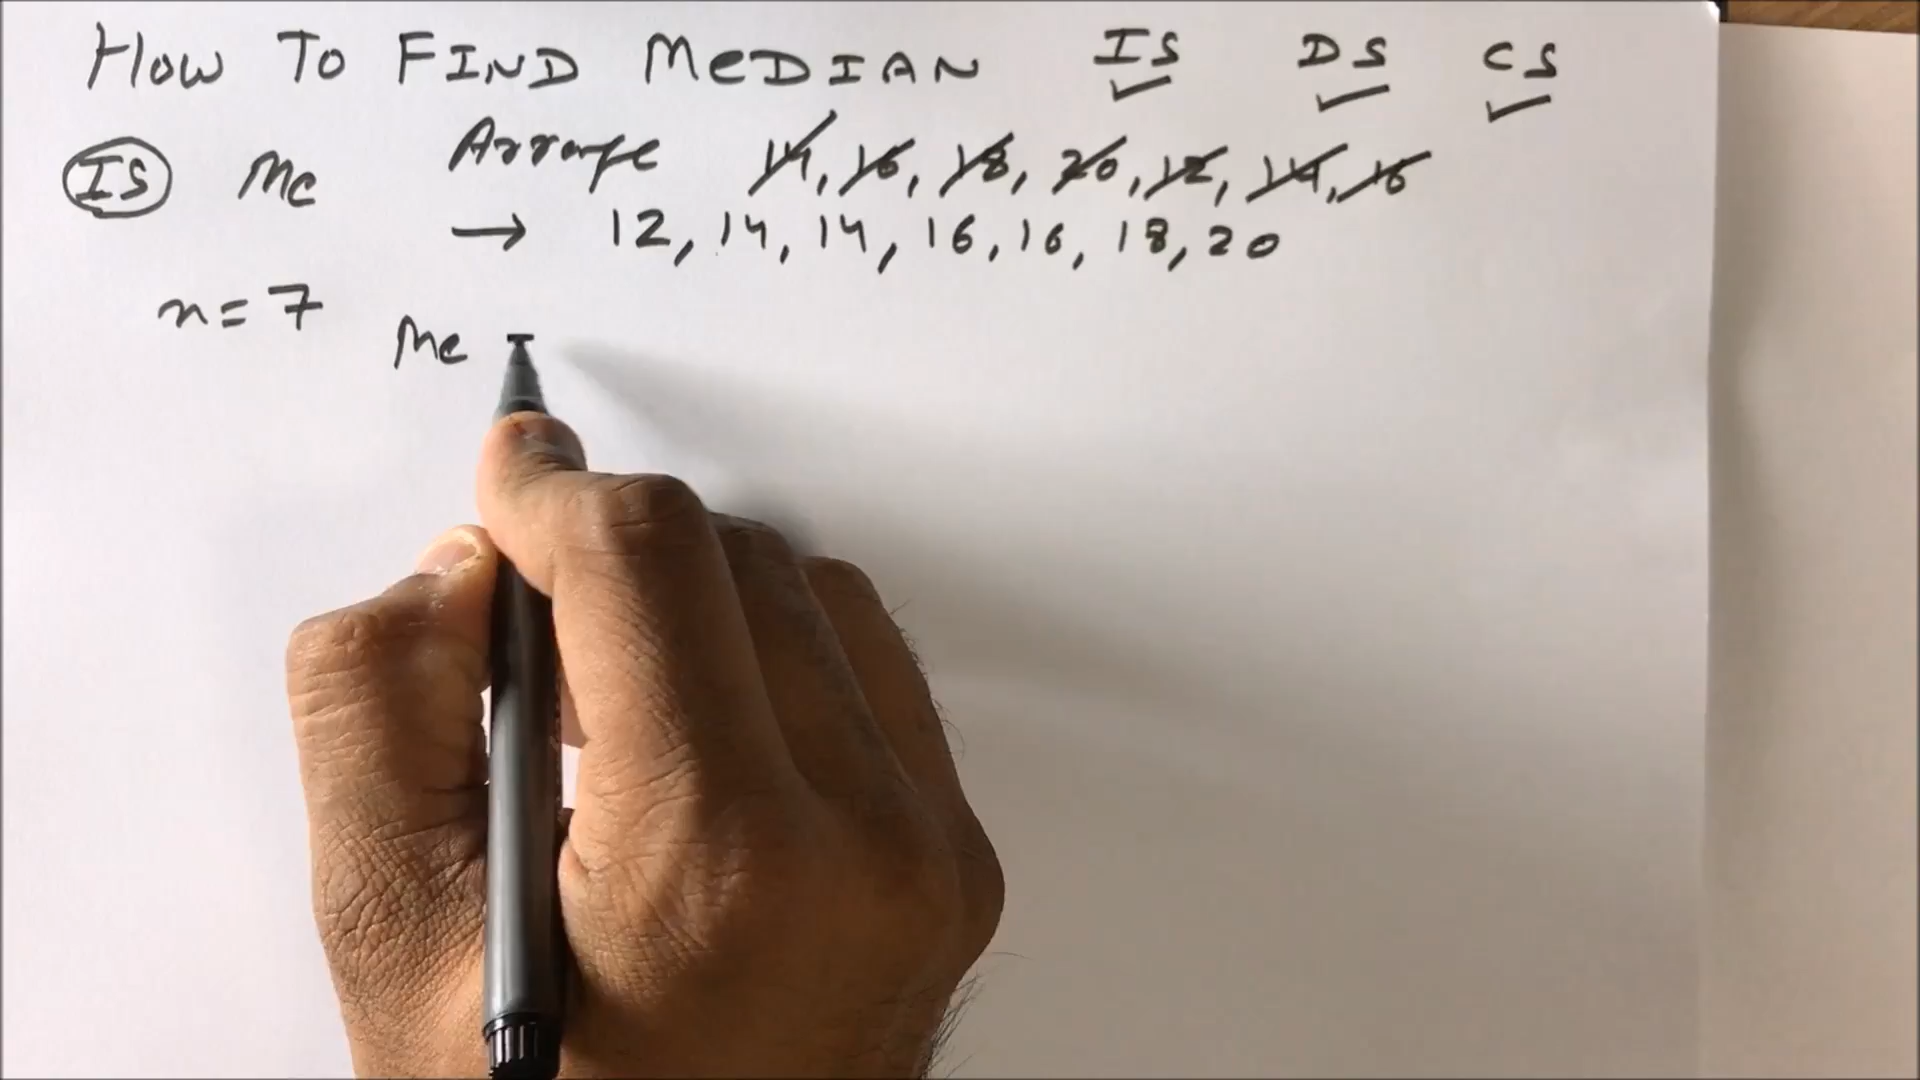 How To FIND MeDIAN IS DS CS
IS Me Arrange 14, 16, 18, 20, 12, 14, 16
→ 12, 14, 14, 16, 16, 18, 20
n = 7
Me =